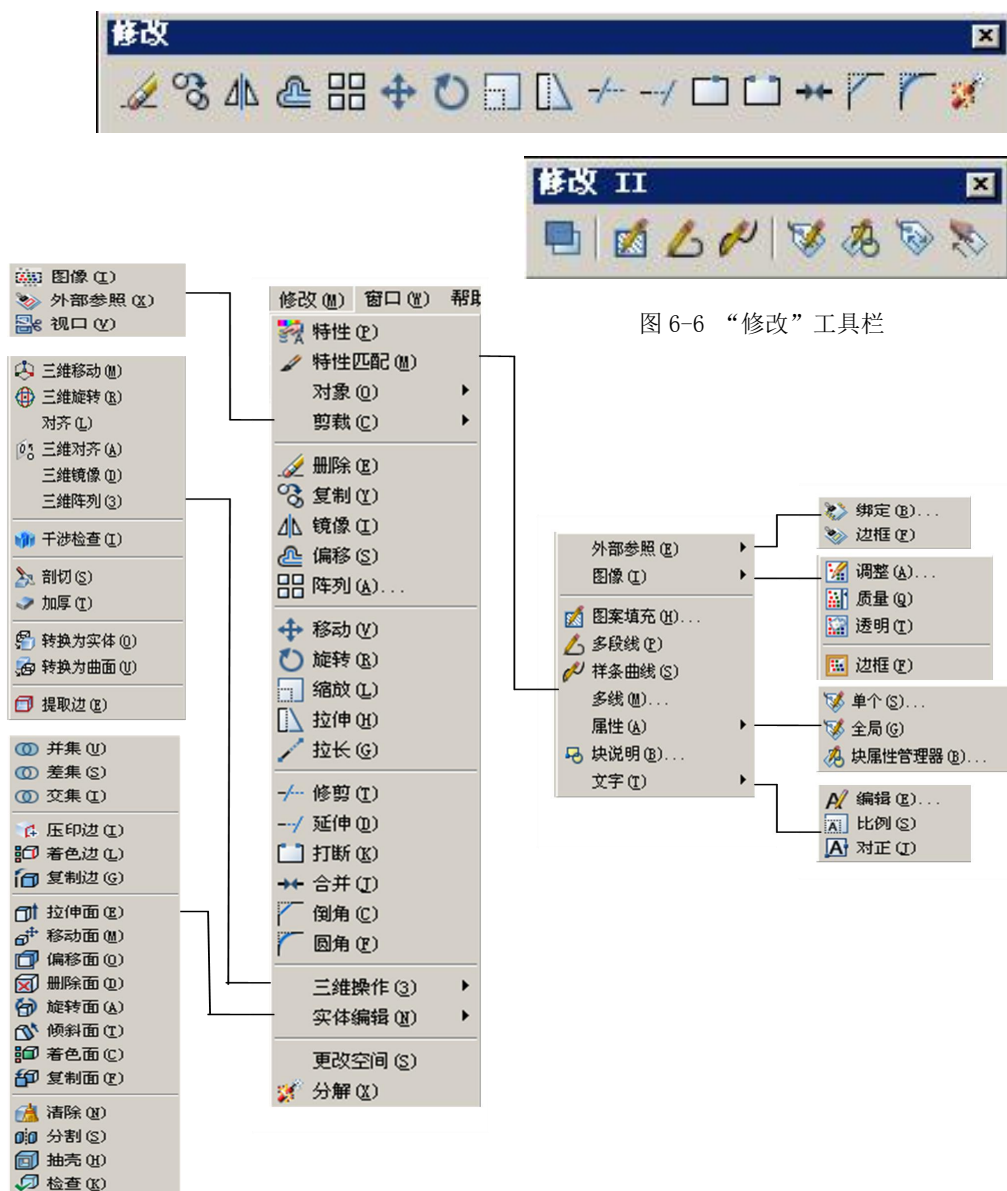 修改
修改 II
图 6-6 “修改”工具栏
图像(I)
外部参照(X)
视口(V)
三维移动(M)
三维旋转(R)
对齐(L)
三维对齐(A)
三维镜像(D)
三维阵列(3)
干涉检查(I)
剖切(S)
加厚(T)
转换为实体(O)
转换为曲面(U)
提取边(E)
并集(U)
差集(S)
交集(I)
压印边(I)
着色边(L)
复制边(G)
拉伸面(E)
移动面(M)
偏移面(O)
删除面(D)
旋转面(A)
倾斜面(T)
着色面(C)
复制面(F)
清除(N)
分割(S)
抽壳(H)
检查(K)
修改(M) 窗口(W) 帮助
特性(P)
特性匹配(M)
对象(O)
剪裁(C)
删除(E)
复制(Y)
镜像(I)
偏移(S)
阵列(A)...
移动(V)
旋转(R)
缩放(L)
拉伸(H)
拉长(G)
修剪(T)
延伸(D)
打断(K)
合并(J)
倒角(C)
圆角(F)
三维操作(3)
实体编辑(N)
更改空间(S)
分解(X)
外部参照(E)
图像(I)
图案填充(H)...
多段线(P)
样条曲线(S)
多线(M)...
属性(A)
块说明(B)...
文字(T)
绑定(B)...
边框(F)
调整(A)...
质量(Q)
透明(T)
边框(F)
单个(S)...
全局(G)
块属性管理器(B)...
编辑(E)...
比例(S)
对正(J)